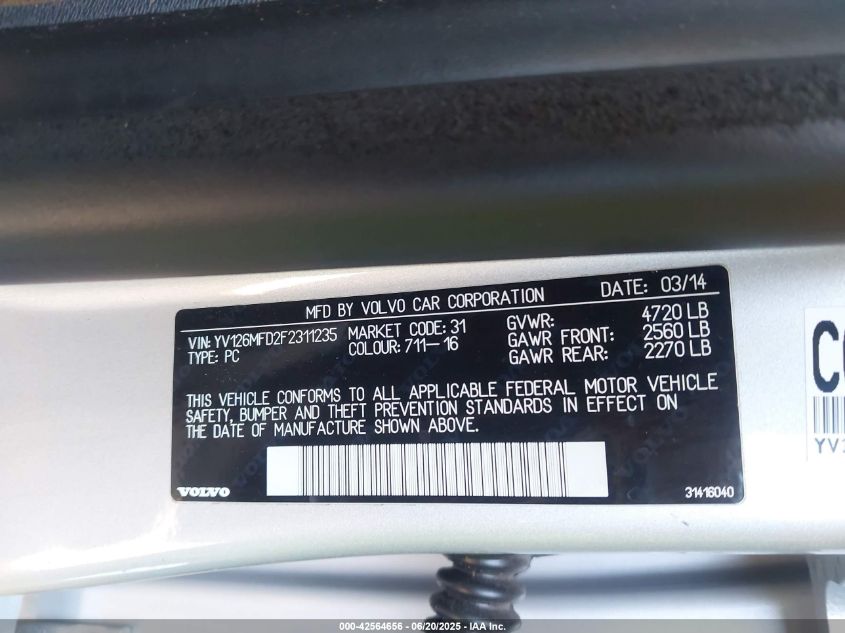 MFD BY VOLVO CAR CORPORATION DATE: 03/14
VIN: YV126MFD2F2311235 MARKET CODE: 31 GVWR: 4720 LB
TYPE: PC COLOUR: 711-16 GAWR FRONT: 2560 LB
GAWR REAR: 2270 LB
THIS VEHICLE CONFORMS TO ALL APPLICABLE FEDERAL MOTOR VEHICLE
SAFETY, BUMPER AND THEFT PREVENTION STANDARDS IN EFFECT ON
THE DATE OF MANUFACTURE SHOWN ABOVE.
VOLVO 31416040
000-42564656 - 06/20/2025 - IAA Inc.